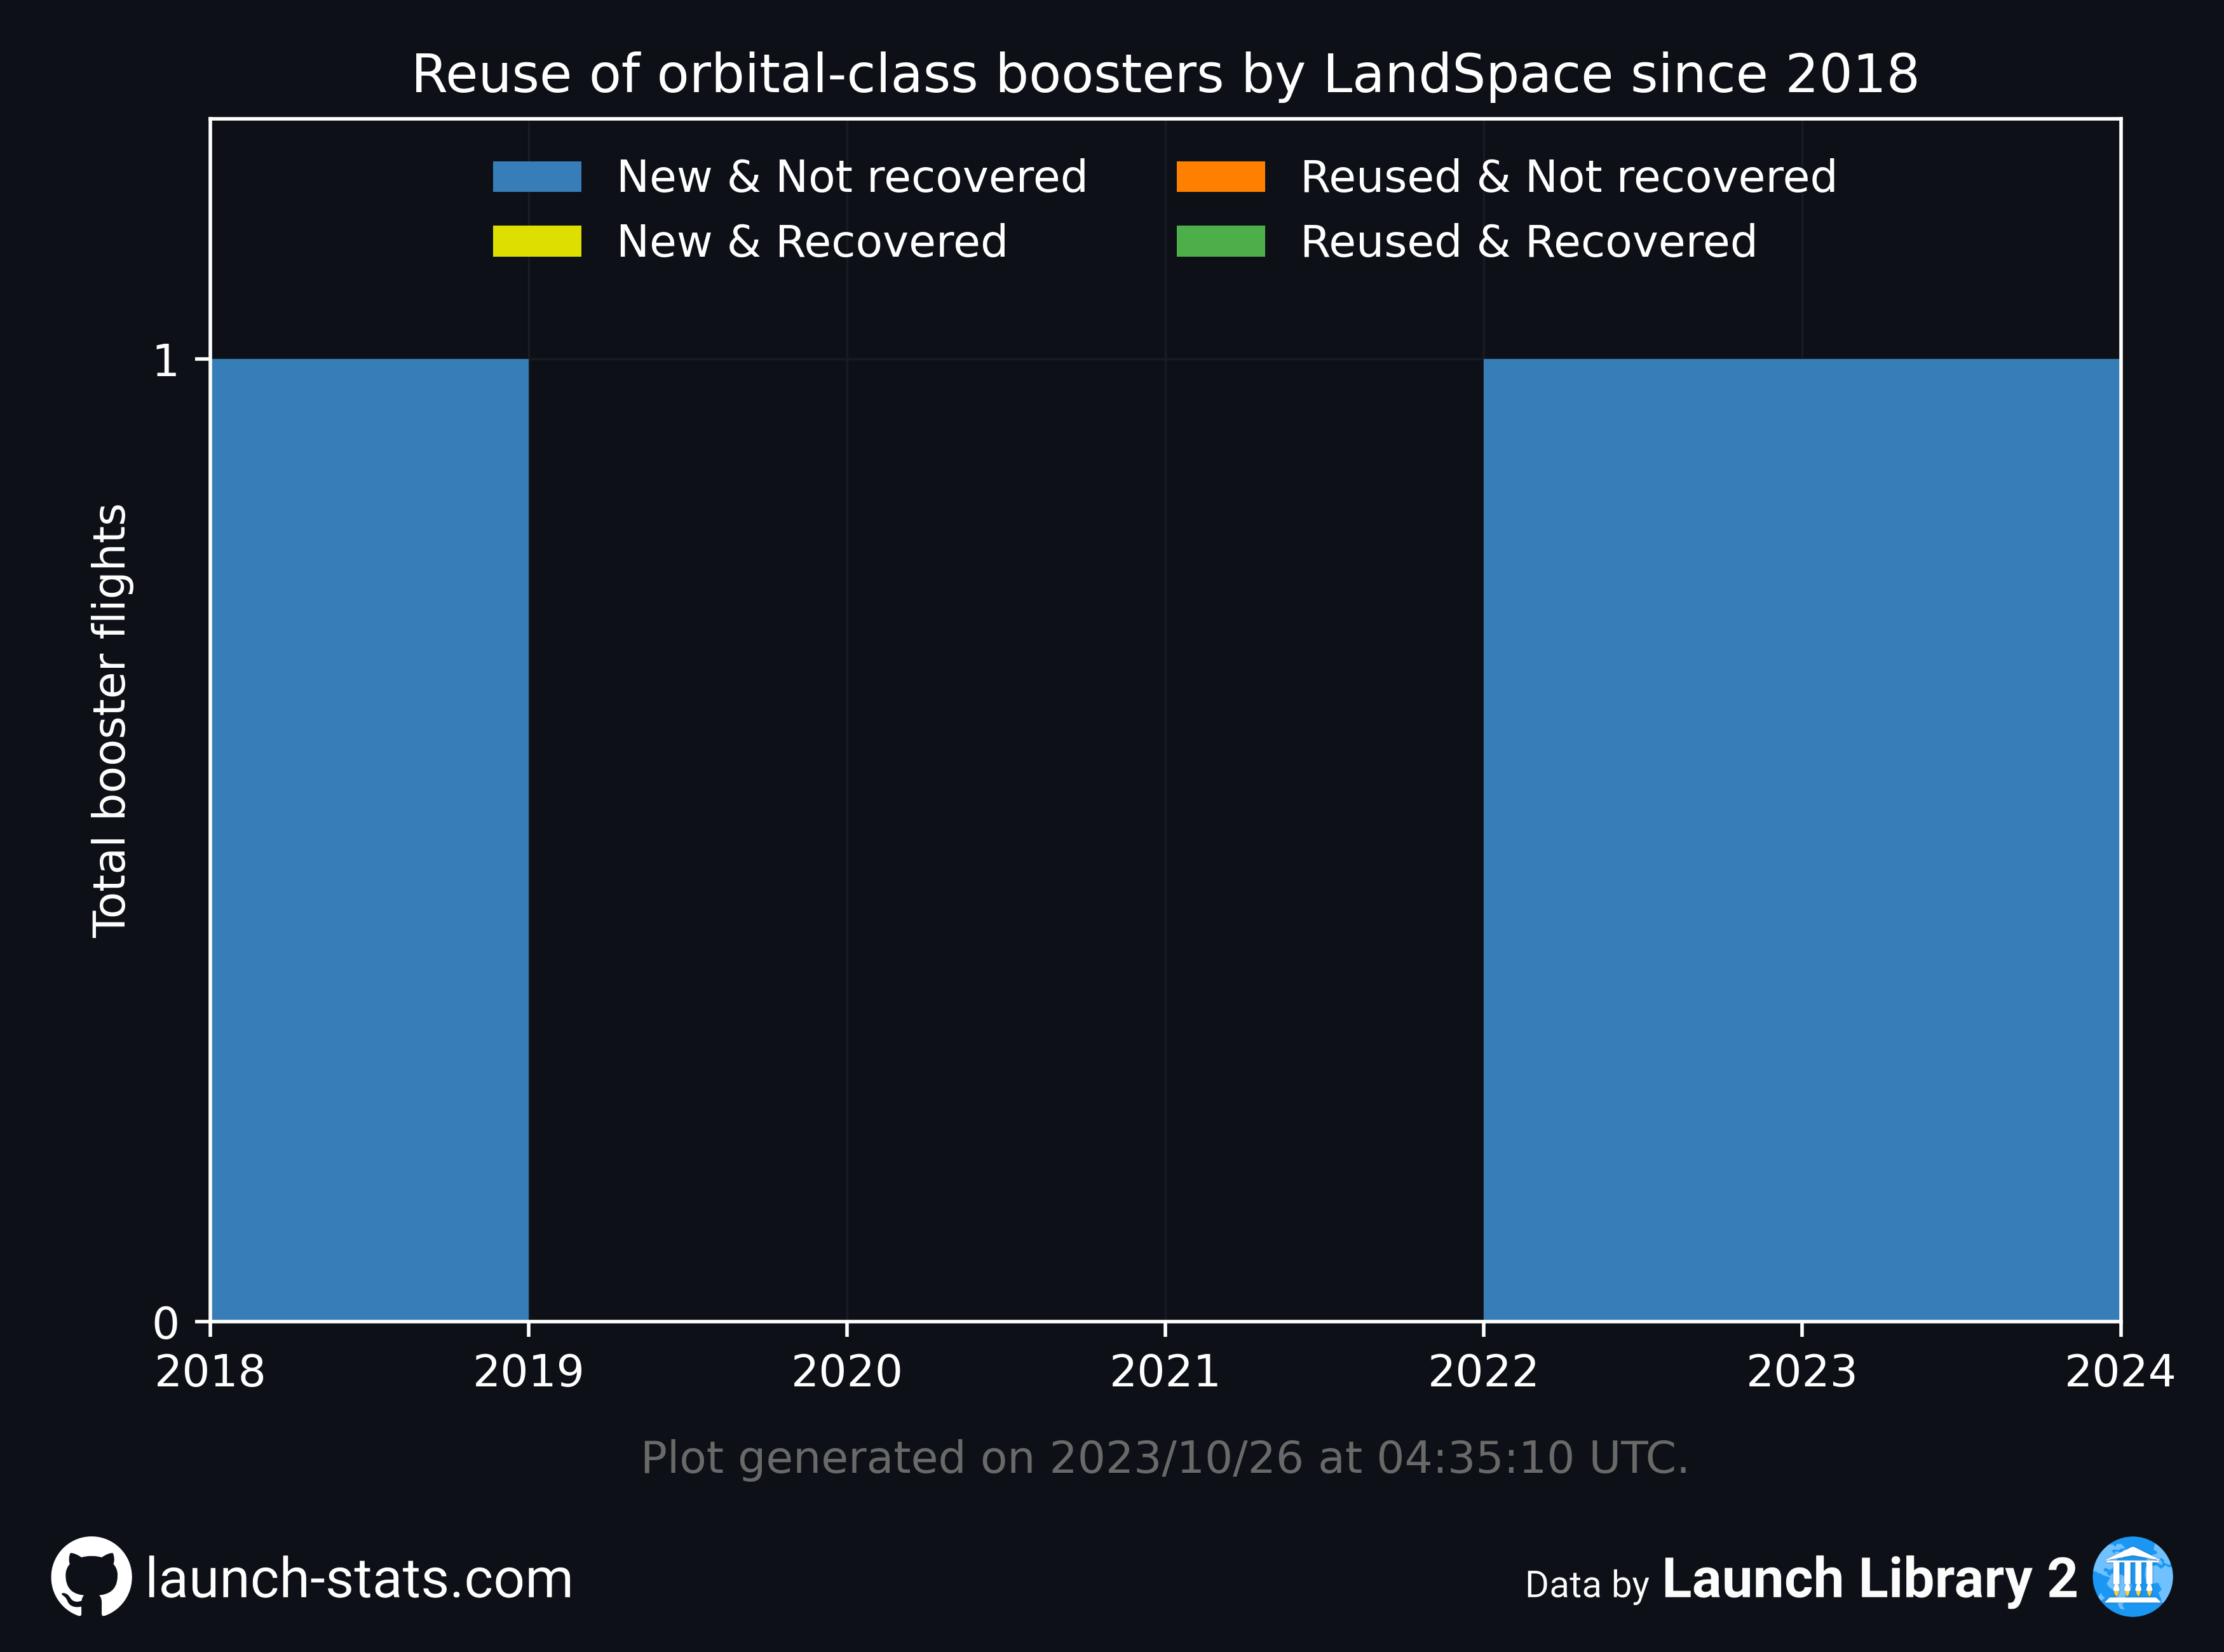 Reuse of orbital-class boosters by LandSpace since 2018
New & Not recovered
New & Recovered
Reused & Not recovered
Reused & Recovered
Total booster flights
1
0
2018 2019 2020 2021 2022 2023 2024
Plot generated on 2023/10/26 at 04:35:10 UTC.
launch-stats.com
Data by Launch Library 2